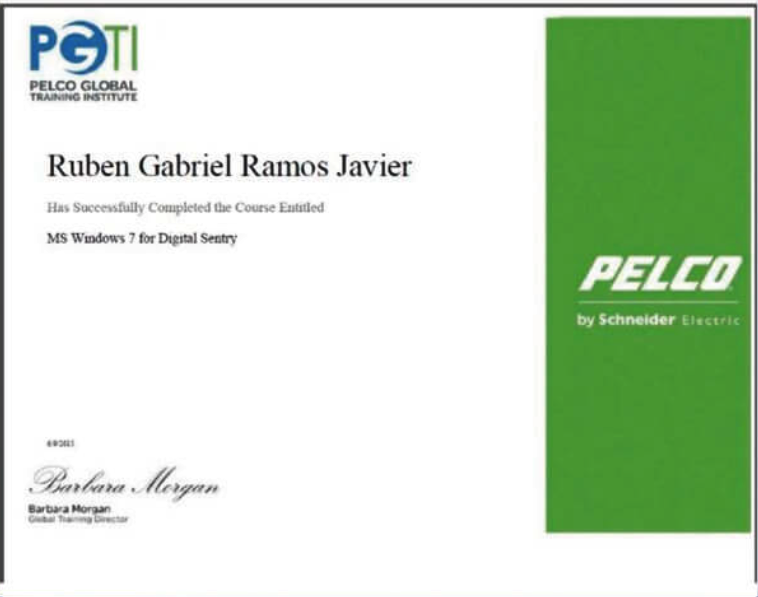 PGTI
PELCO GLOBAL
TRAINING INSTITUTE
Ruben Gabriel Ramos Javier
Has Successfully Completed the Course Entitled
MS Windows 7 for Digital Sentry
PELCO
by Schneider Electric
Barbara Morgan
Barbara Morgan
Global Training Director